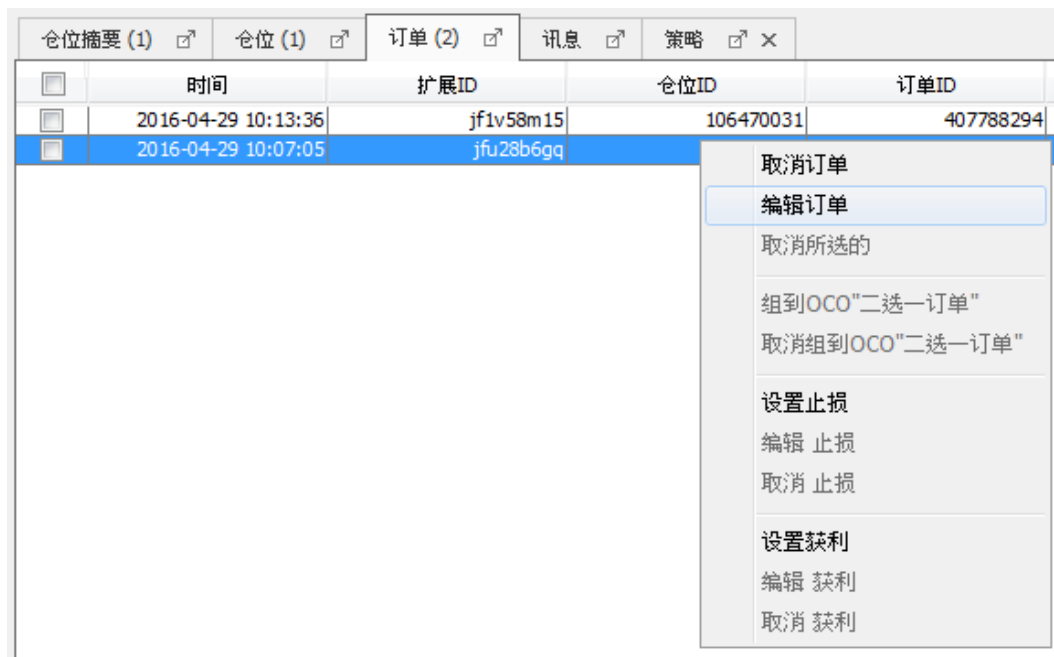 仓位摘要 (1) 仓位 (1) 订单 (2) 讯息 策略
时间 扩展ID 仓位ID 订单ID
2016-04-29 10:13:36 jf1v58m15 106470031 407788294
2016-04-29 10:07:05 jfu28b6gq
取消订单
编辑订单
取消所选的
组到OCO"二选一订单"
取消组到OCO"二选一订单"
设置止损
编辑 止损
取消 止损
设置获利
编辑 获利
取消 获利